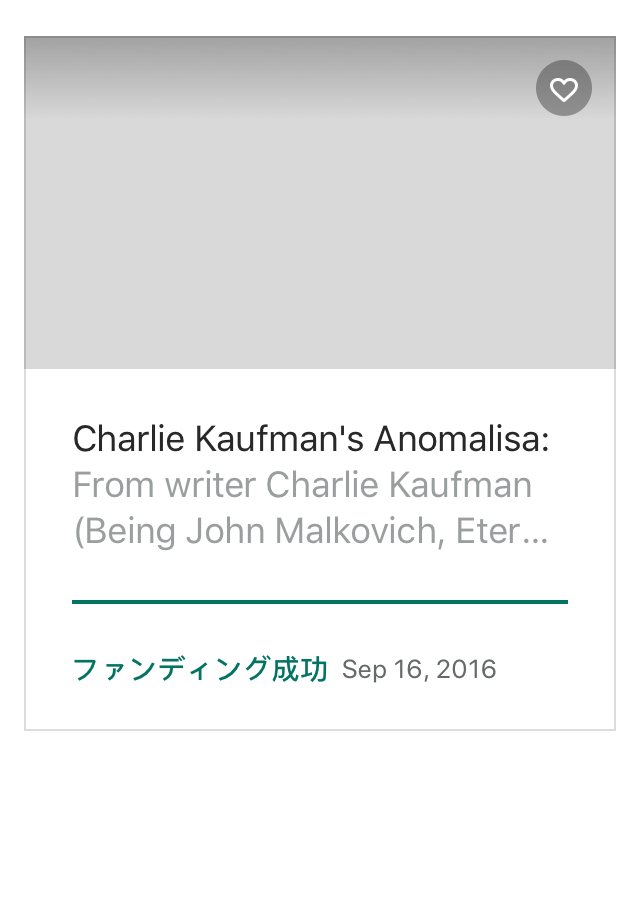 Charlie Kaufman's Anomalisa:
From writer Charlie Kaufman
(Being John Malkovich, Eter...
ファンディング成功 Sep 16, 2016